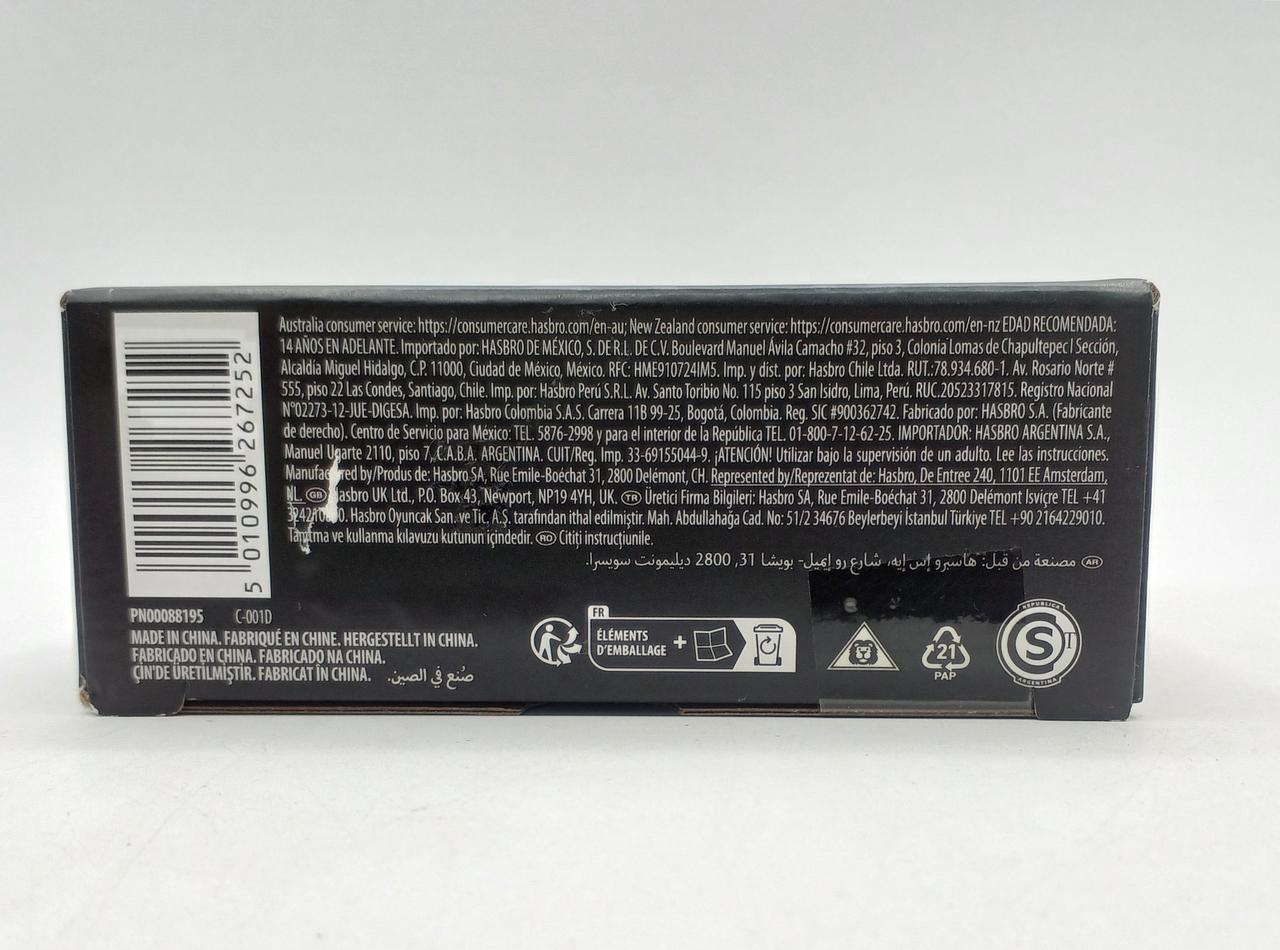 Australia consumer service: https://consumercare.hasbro.com/en-au; New Zealand consumer service: https://consumercare.hasbro.com/en-nz EDAD RECOMENDADA:
14 AÑOS EN ADELANTE. Importado por: HASBRO DE MÉXICO, S. DE R.L. DE C.V. Boulevard Manuel Ávila Camacho #32, piso 3, Colonia Lomas de Chapultepec I Sección,
Alcaldía Miguel Hidalgo, C.P. 11000, Ciudad de México, México. RFC: HME910724IM5. Imp. y dist. por: Hasbro Chile Ltda. RUT.:78.934.680-1. Av. Rosario Norte #
555, piso 22 Las Condes, Santiago, Chile. Imp. por: Hasbro Perú S.R.L. Av. Santo Toribio No. 115 piso 3 San Isidro, Lima, Perú. RUC.20523317815. Registro Nacional
N°02273-12-JUE-DIGESA. Imp. por: Hasbro Colombia S.A.S. Carrera 11B 99-25, Bogotá, Colombia. Reg. SIC #900362742. Fabricado por: HASBRO S.A. (Fabricante
de derecho). Centro de Servicio para México: TEL. 5876-2998 y para el interior de la República TEL. 01-800-7-12-62-25. IMPORTADOR: HASBRO ARGENTINA S.A.,
Manuel Ugarte 2110, piso 7, C.A.B.A. ARGENTINA. CUIT/Reg. Imp. 33-69155044-9. ¡ATENCIÓN! Utilizar bajo la supervisión de un adulto. Lee las instrucciones.
Manufactured by/Produs de: Hasbro SA, Rue Emile-Boéchat 31, 2800 Delémont, CH. Represented by/Reprezentat de: Hasbro, De Entree 240, 1101 EE Amsterdam,
NL. GB Hasbro UK Ltd., P.O. Box 43, Newport, NP19 4YH, UK. TR Üretici Firma Bilgileri: Hasbro SA, Rue Emile-Boéchat 31, 2800 Delémont Isviçre TEL +41
Hasbro Oyuncak San. ve Tic. A.Ş. tarafından ithal edilmiştir. Mah. Abdullahağa Cad. No: 51/2 34676 Beylerbeyi İstanbul Türkiye TEL +90 2164229010.
Tanıtma ve kullanma kılavuzu kutunun içindedir. RO Citiți instrucțiunile.
AR مصنعة من قبل: هاسبرو إس إيه، شارع رو إميل- بويشا 31, 2800 ديليمونت سويسرا.
5 010996 267252
PN00088195 C-001D
MADE IN CHINA. FABRIQUÉ EN CHINE. HERGESTELLT IN CHINA.
FABRICADO EN CHINA. FABRICADO NA CHINA.
ÇİN'DE ÜRETİLMİŞTİR. FABRICAT ÎN CHINA. صُنع في الصين.
FR
ÉLÉMENTS
D'EMBALLAGE
+
21
PAP
REPUBLICA
S T
ARGENTINA